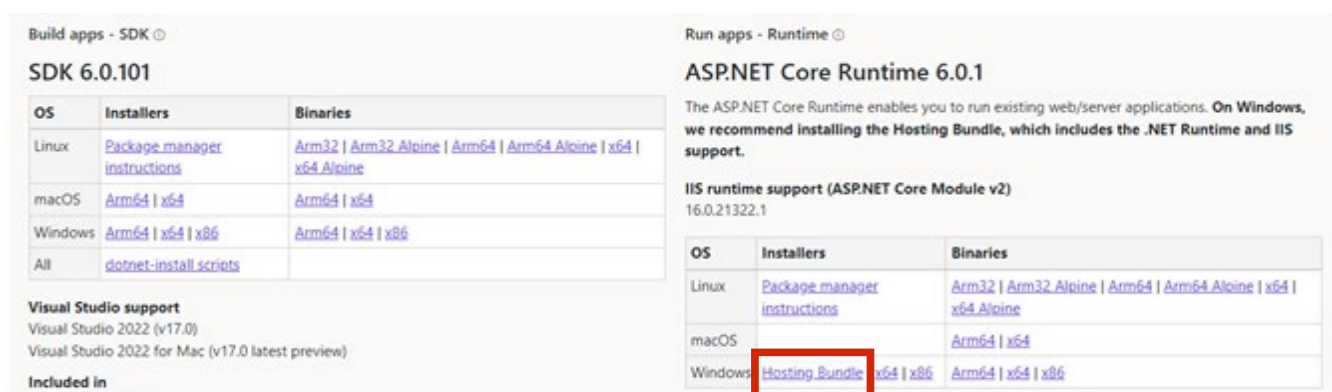 Build apps - SDK ⓘ
SDK 6.0.101
OS Installers Binaries
Linux Package manager instructions Arm32 | Arm32 Alpine | Arm64 | Arm64 Alpine | x64 |
x64 Alpine
macOS Arm64 | x64 Arm64 | x64
Windows Arm64 | x64 | x86 Arm64 | x64 | x86
All dotnet-install scripts
Visual Studio support
Visual Studio 2022 (v17.0)
Visual Studio 2022 for Mac (v17.0 latest preview)
Included in
Run apps - Runtime ⓘ
ASP.NET Core Runtime 6.0.1
The ASP.NET Core Runtime enables you to run existing web/server applications. On Windows,
we recommend installing the Hosting Bundle, which includes the .NET Runtime and IIS
support.
IIS runtime support (ASP.NET Core Module v2)
16.0.21322.1
OS Installers Binaries
Linux Package manager instructions Arm32 | Arm32 Alpine | Arm64 | Arm64 Alpine | x64 |
x64 Alpine
macOS Arm64 | x64
Windows Hosting Bundle x64 | x86 Arm64 | x64 | x86